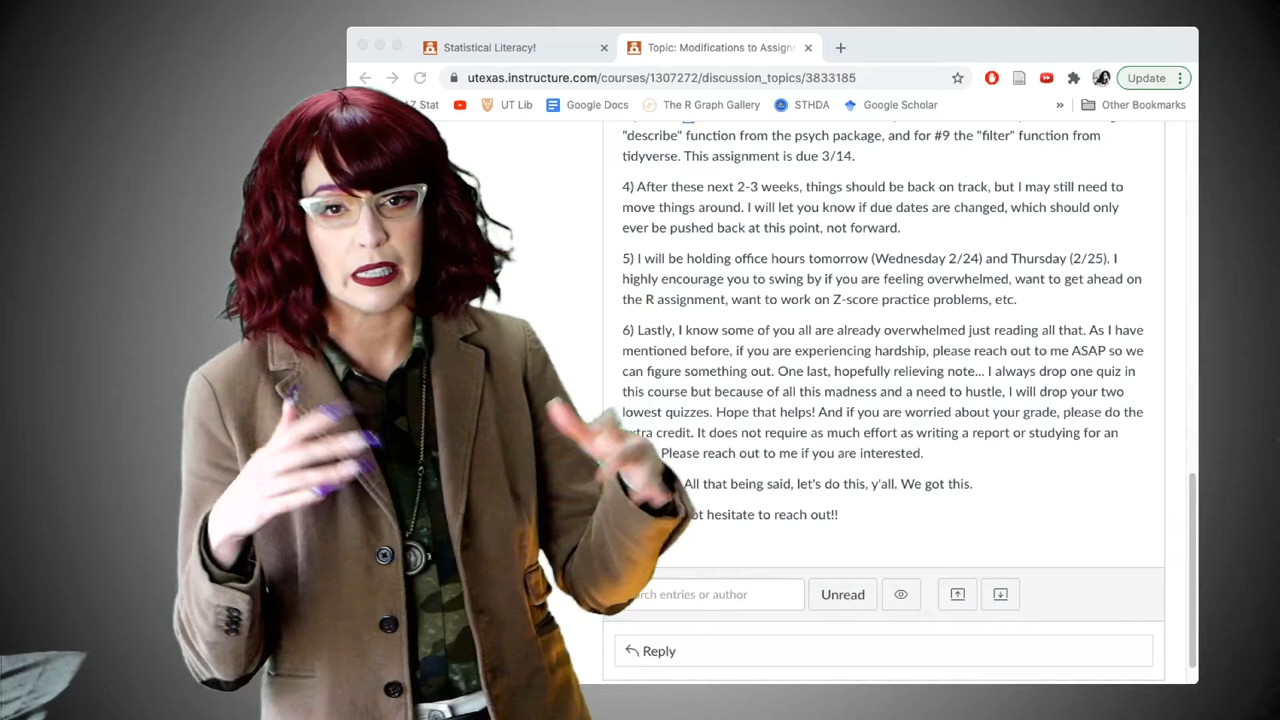 Statistical Literacy!
Topic: Modifications to Assign
utexas.instructure.com/courses/1307272/discussion_topics/3833185
Update
AZ Stat
UT Lib
Google Docs
The R Graph Gallery
STHDA
Google Scholar
»
Other Bookmarks
"describe" function from the psych package, and for #9 the "filter" function from
tidyverse. This assignment is due 3/14.
4) After these next 2-3 weeks, things should be back on track, but I may still need to
move things around. I will let you know if due dates are changed, which should only
ever be pushed back at this point, not forward.
5) I will be holding office hours tomorrow (Wednesday 2/24) and Thursday (2/25). I
highly encourage you to swing by if you are feeling overwhelmed, want to get ahead on
the R assignment, want to work on Z-score practice problems, etc.
6) Lastly, I know some of you all are already overwhelmed just reading all that. As I have
mentioned before, if you are experiencing hardship, please reach out to me ASAP so we
can figure something out. One last, hopefully relieving note... I always drop one quiz in
this course but because of all this madness and a need to hustle, I will drop your two
lowest quizzes. Hope that helps! And if you are worried about your grade, please do the
extra credit. It does not require as much effort as writing a report or studying for an
Please reach out to me if you are interested.
All that being said, let's do this, y'all. We got this.
hesitate to reach out!!
entries or author
Unread
Reply